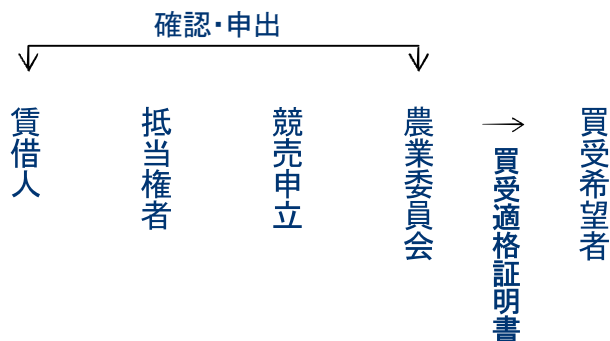 確認・申出
賃借人
抵当権者
競売申立
農業委員会
買受適格証明書
買受希望者